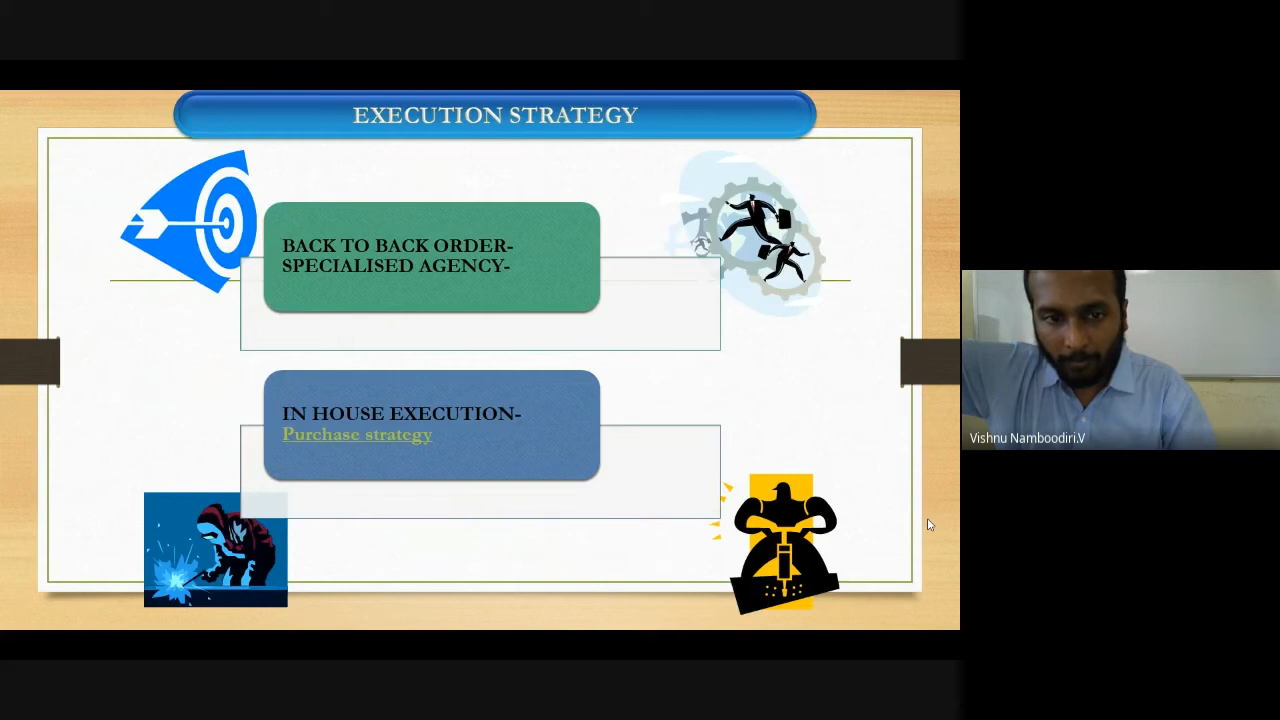 EXECUTION STRATEGY
BACK TO BACK ORDER-
SPECIALISED AGENCY-
IN HOUSE EXECUTION-
Purchase strategy
Vishnu Namboodiri.V